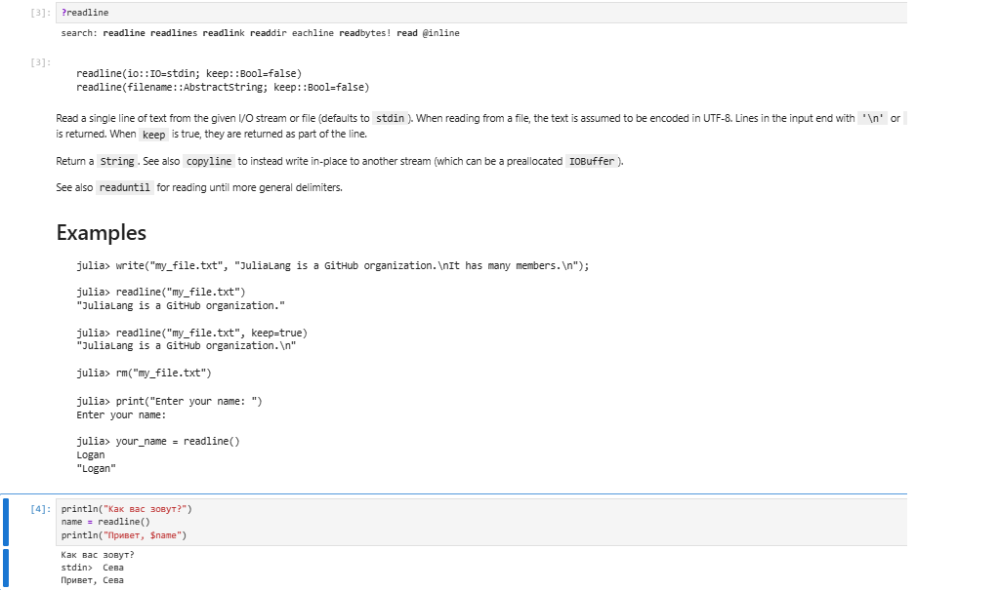 [3]: ?readline
search: readline readlines readlink readdir eachline readbytes! read @inline
[3]:
readline(io::IO=stdin; keep::Bool=false)
readline(filename::AbstractString; keep::Bool=false)
Read a single line of text from the given I/O stream or file (defaults to stdin ). When reading from a file, the text is assumed to be encoded in UTF-8. Lines in the input end with '\n' or
is returned. When keep is true, they are returned as part of the line.
Return a String . See also copyline to instead write in-place to another stream (which can be a preallocated IOBuffer ).
See also readuntil for reading until more general delimiters.
Examples
julia> write("my_file.txt", "JuliaLang is a GitHub organization.\nIt has many members.\n");
julia> readline("my_file.txt")
"JuliaLang is a GitHub organization."
julia> readline("my_file.txt", keep=true)
"JuliaLang is a GitHub organization.\n"
julia> rm("my_file.txt")
julia> print("Enter your name: ")
Enter your name:
julia> your_name = readline()
Logan
"Logan"
[4]: println("Как вас зовут?")
name = readline()
println("Привет, $name")
Как вас зовут?
stdin> Сева
Привет, Сева